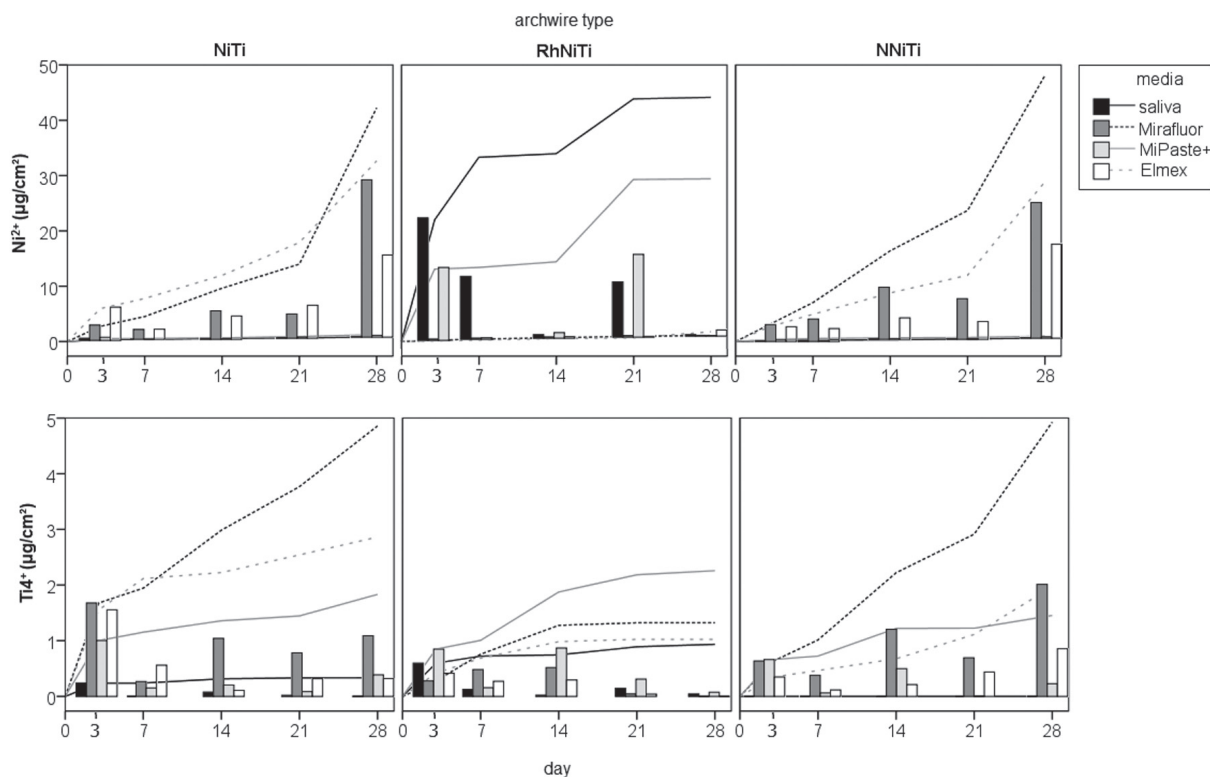 archwire type
NiTi
RhNiTi
NNiTi
media
saliva
Mirafluor
MiPaste+
Elmex
Ni²⁺ (µg/cm²)
50
40
30
20
10
0
0 3 7 14 21 28
0 3 7 14 21 28
0 3 7 14 21 28
Ti4⁺ (µg/cm²)
5
4
3
2
1
0
0 3 7 14 21 28
0 3 7 14 21 28
0 3 7 14 21 28
day